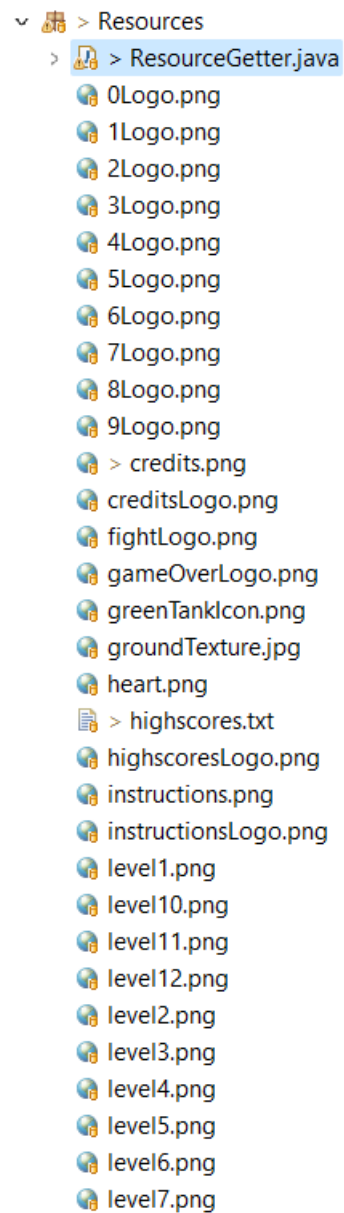 > Resources
> ResourceGetter.java
0Logo.png
1Logo.png
2Logo.png
3Logo.png
4Logo.png
5Logo.png
6Logo.png
7Logo.png
8Logo.png
9Logo.png
> credits.png
creditsLogo.png
fightLogo.png
gameOverLogo.png
greenTankIcon.png
groundTexture.jpg
heart.png
> highscores.txt
highscoresLogo.png
instructions.png
instructionsLogo.png
level1.png
level10.png
level11.png
level12.png
level2.png
level3.png
level4.png
level5.png
level6.png
level7.png